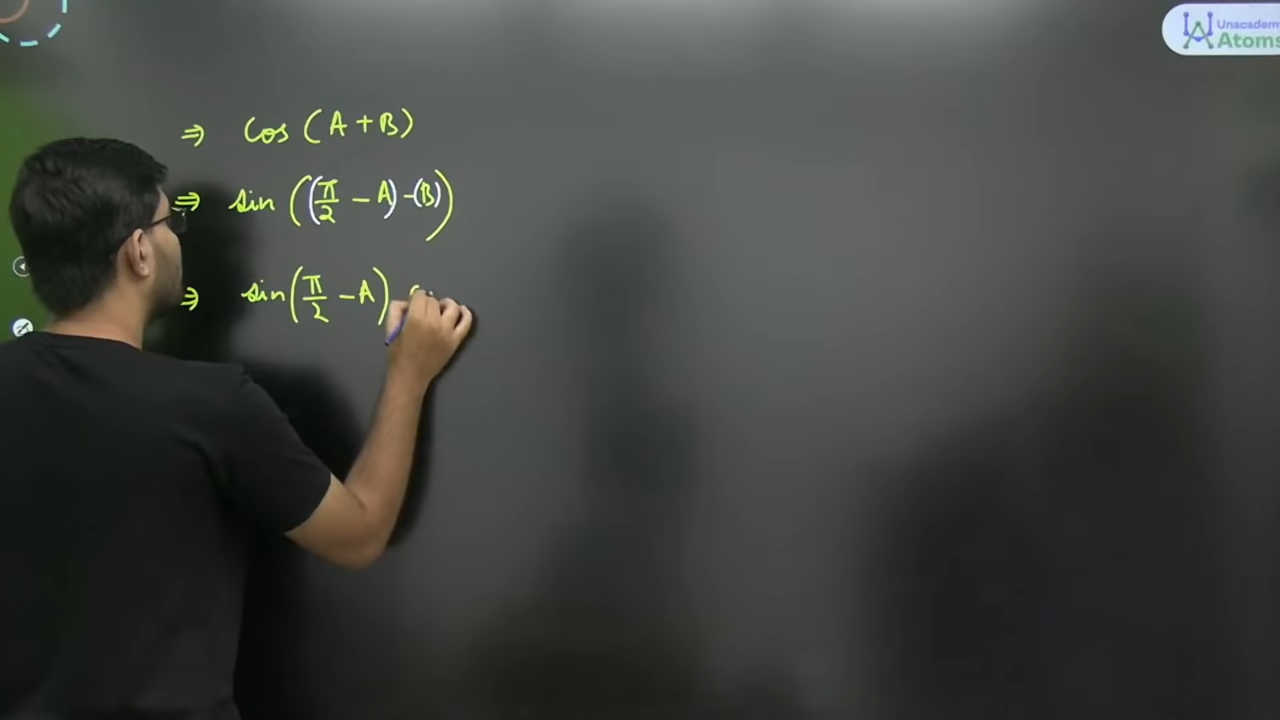 Unacademy
Atoms
⇒ cos (A + B)
⇒ sin ((π/2 − A) − (B))
⇒ sin (π/2 − A)